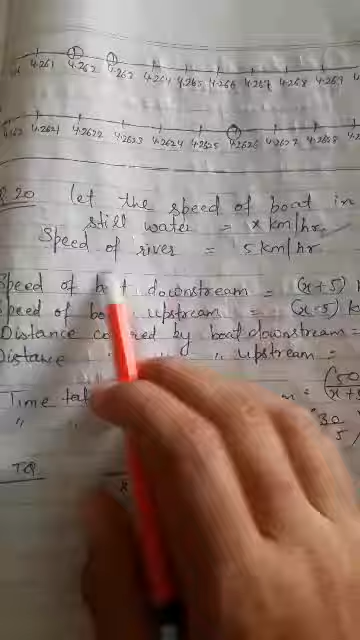 4.261 4.262 4.263 4.264 4.265 4.266 4.267 4.268 4.269
4.262 4.2621 4.2622 4.2623 4.2624 4.2625 4.2626 4.2627 4.2628
Q.20 Let the speed of boat in
still water = x km/hr.
Speed of river = 5 km/hr
Speed of boat downstream = (x+5) k
Speed of boat upstream = (x-5) k
Distance covered by boat downstream =
Distance " " " upstream =
Time
" "
TQ